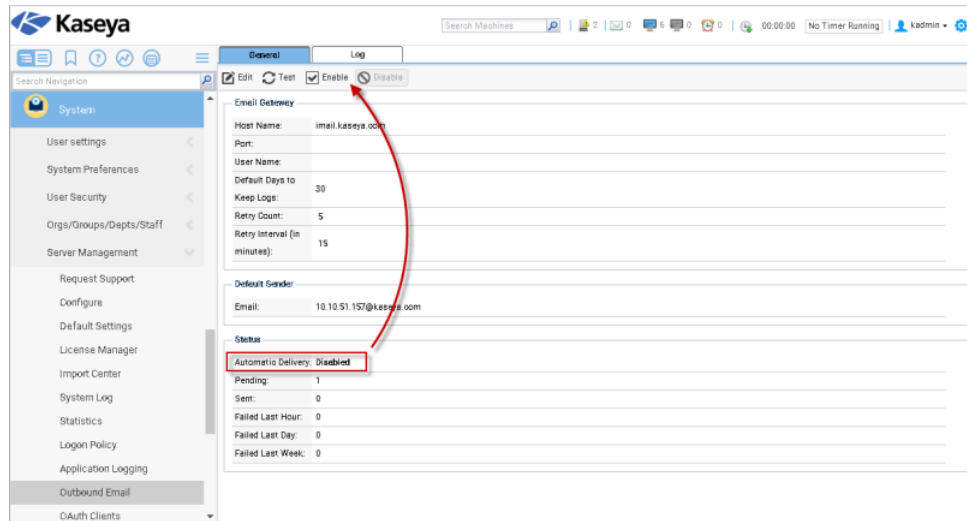 Kaseya
Search Machines
2
0
6
0
0
00:00:00
No Timer Running
kadmin
General
Log
Search Navigation
Edit
Test
Enable
Disable
System
User settings
System Preferences
User Security
Orgs/Groups/Depts/Staff
Server Management
Request Support
Configure
Default Settings
License Manager
Import Center
System Log
Statistics
Logon Policy
Application Logging
Outbound Email
OAuth Clients
Email Gateway
Host Name: imail.kaseya.com
Port:
User Name:
Default Days to
Keep Logs: 30
Retry Count: 5
Retry Interval (in
minutes): 15
Default Sender
Email: 10.10.51.157@kaseya.com
Status
Automatic Delivery: Disabled
Pending: 1
Sent: 0
Failed Last Hour: 0
Failed Last Day: 0
Failed Last Week: 0